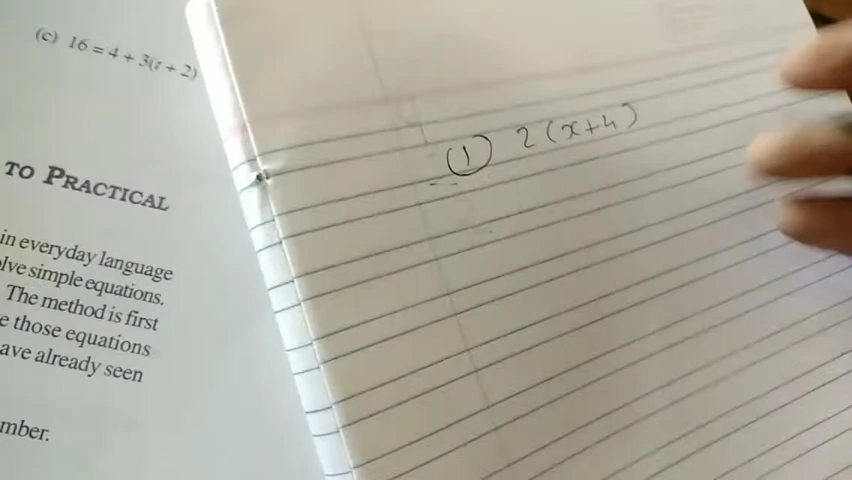 (c) 16 = 4 + 3(t + 2)
TO PRACTICAL
in everyday language
lve simple equations.
The method is first
e those equations
ave already seen
mber.
(1) 2(x+4)